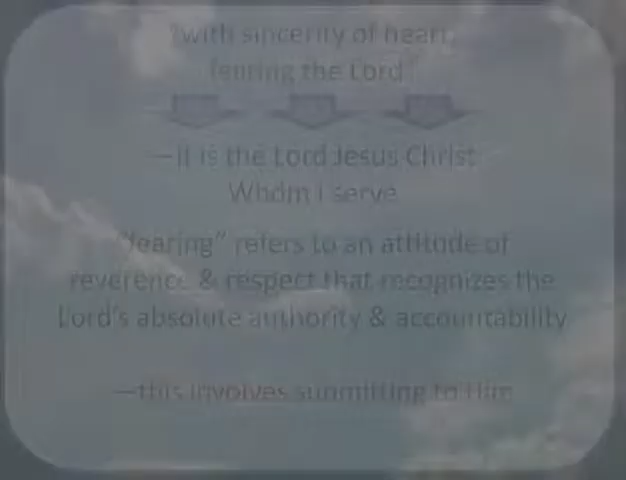 "with sincerity of heart,
fearing the Lord"
—it is the Lord Jesus Christ
Whom I serve
"fearing" refers to an attitude of
reverence & respect that recognizes the
Lord's absolute authority & accountability
—this involves submitting to Him